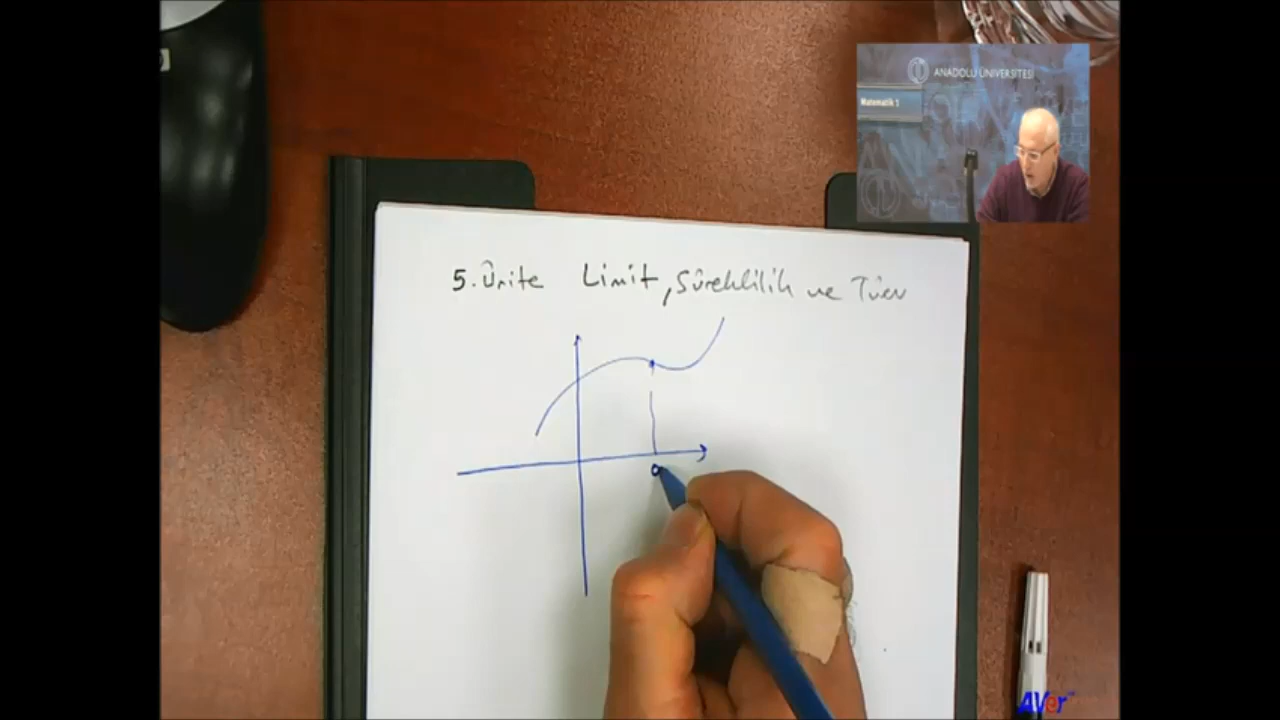 ANADOLU ÜNİVERSİTESİ
Matematik 1
5. Ünite Limit, Süreklilik ve Türev
a
AVer